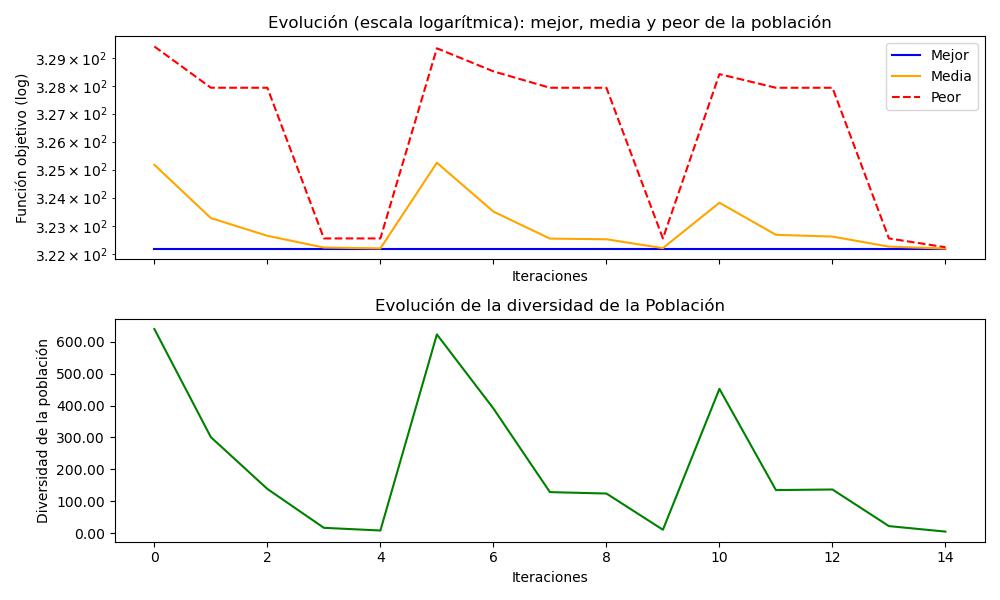 Evolución (escala logarítmica): mejor, media y peor de la población
Función objetivo (log)
3.29 × 10²
3.28 × 10²
3.27 × 10²
3.26 × 10²
3.25 × 10²
3.24 × 10²
3.23 × 10²
3.22 × 10²
Mejor
Media
Peor
Iteraciones
Evolución de la diversidad de la Población
Diversidad de la población
600.00
500.00
400.00
300.00
200.00
100.00
0.00
0 2 4 6 8 10 12 14
Iteraciones